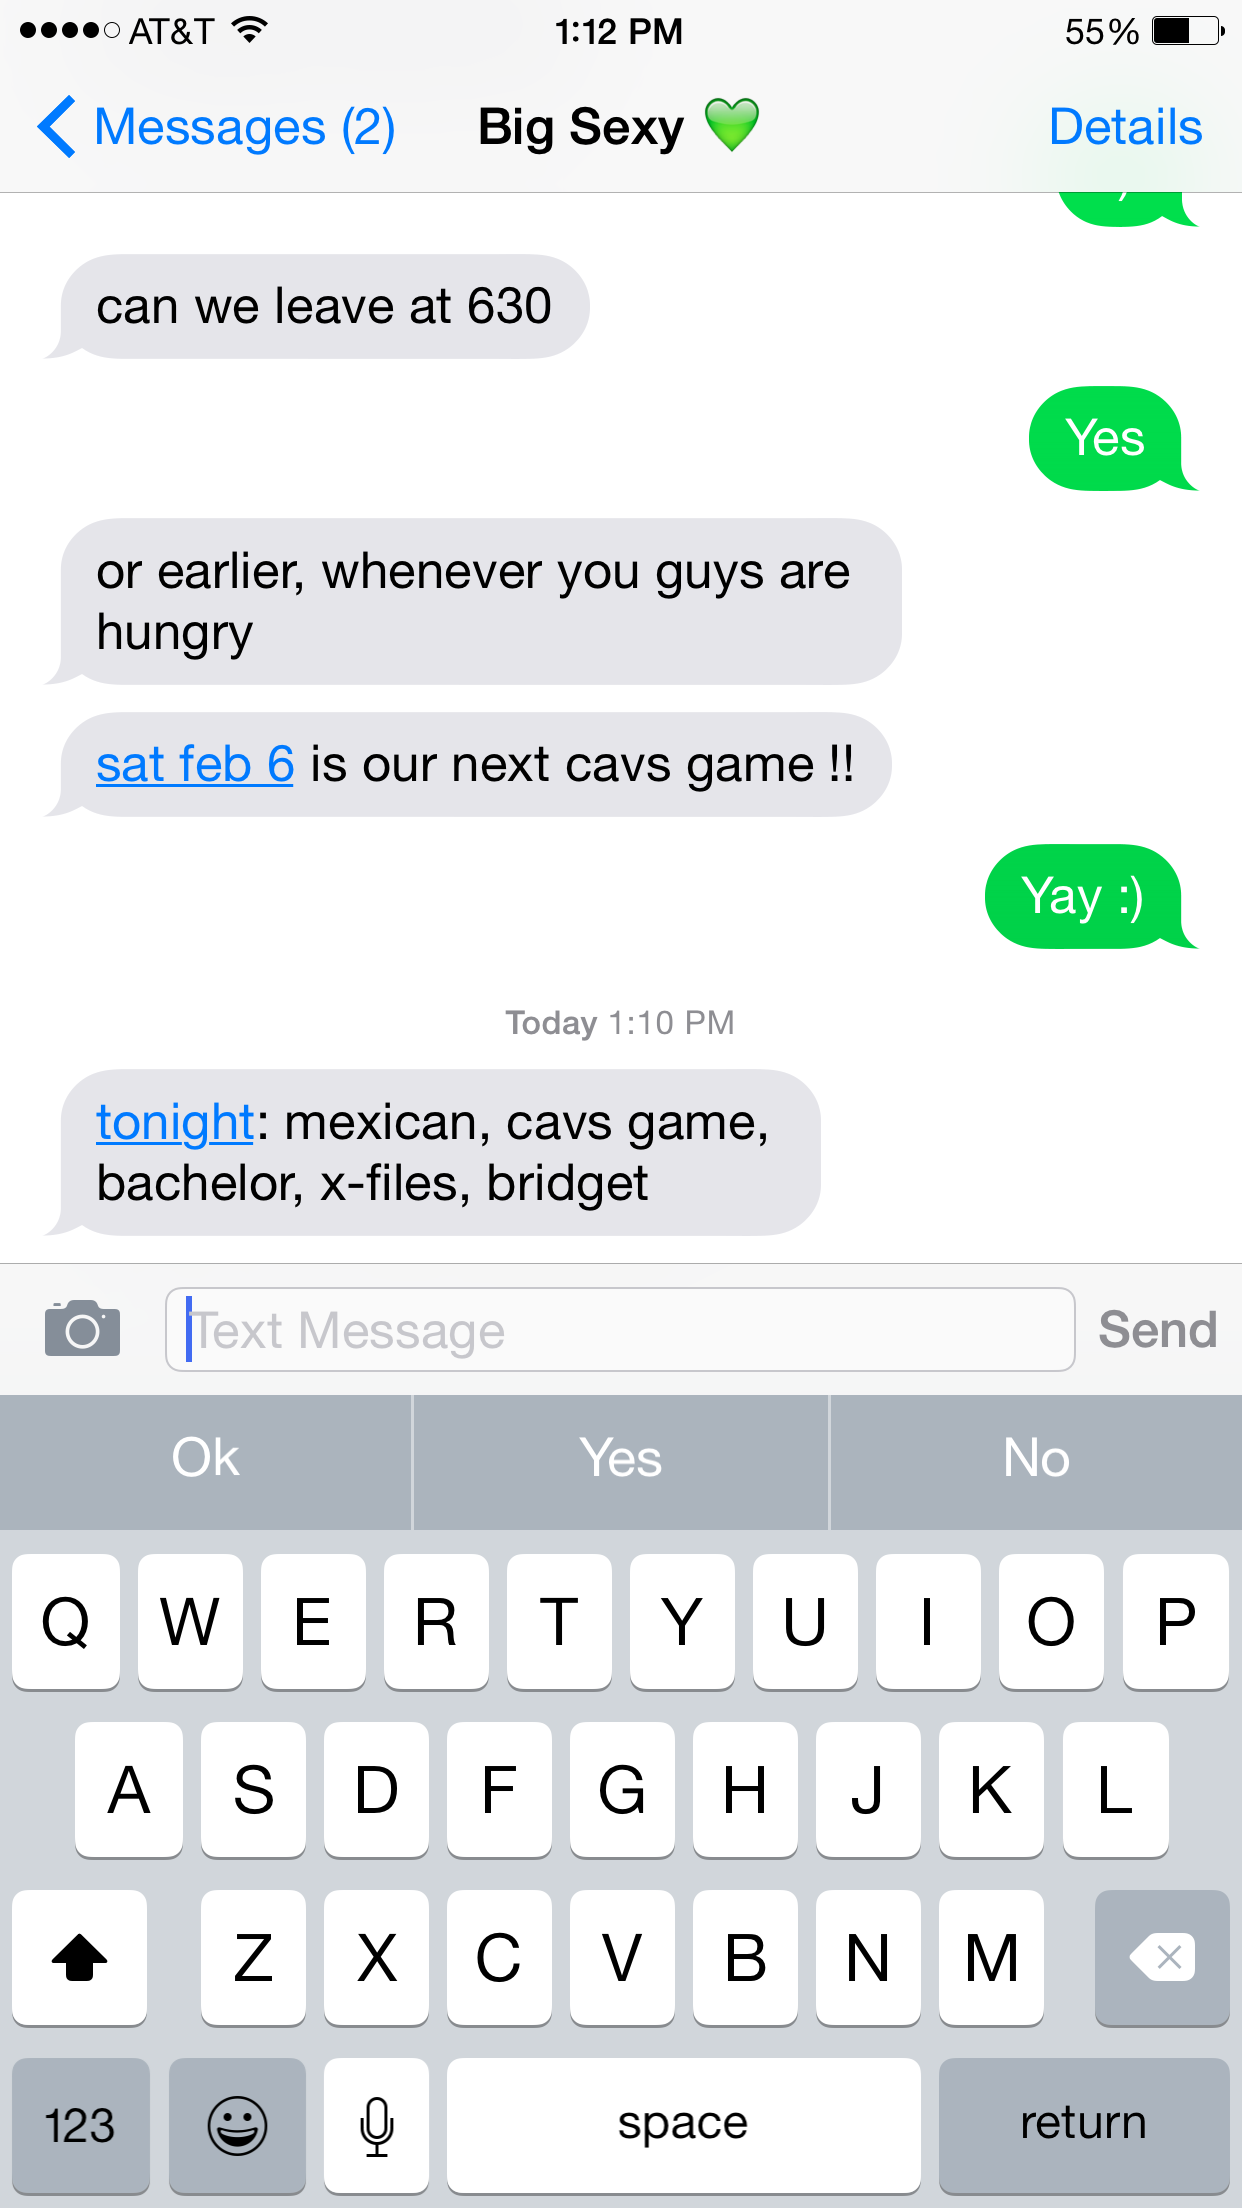 AT&T 1:12 PM 55%
Messages (2) Big Sexy 💚 Details
can we leave at 630
Yes
or earlier, whenever you guys are
hungry
sat feb 6 is our next cavs game !!
Yay :)
Today 1:10 PM
tonight: mexican, cavs game,
bachelor, x-files, bridget
Text Message Send
Ok Yes No
Q W E R T Y U I O P
A S D F G H J K L
Z X C V B N M
123 space return